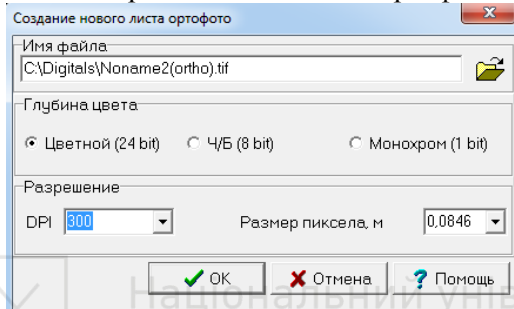 Создание нового листа ортофото
Имя файла
C:\Digitals\Noname2(ortho).tif
Глубина цвета
Цветной (24 bit) Ч/Б (8 bit) Монохром (1 bit)
Разрешение
DPI 300 Размер пиксела, м 0,0846
OK Отмена Помощь